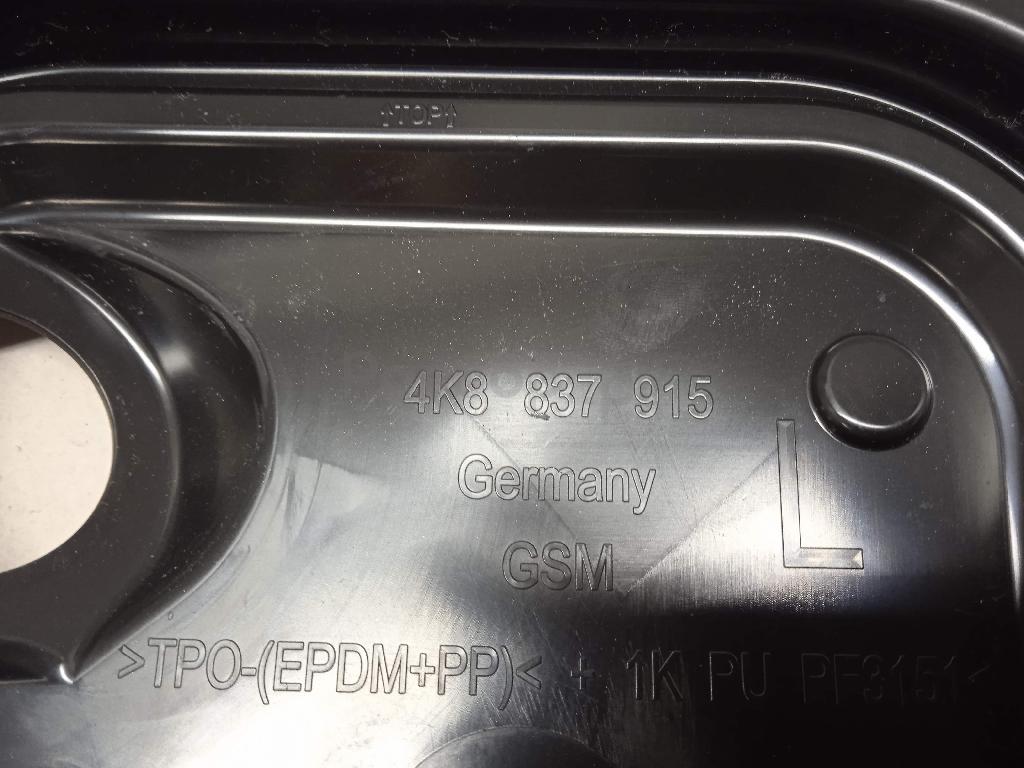 ↑TOP↑
4K8 837 915
Germany
L
GSM
>TPO-(EPDM+PP)< + 1K PU PF3151<